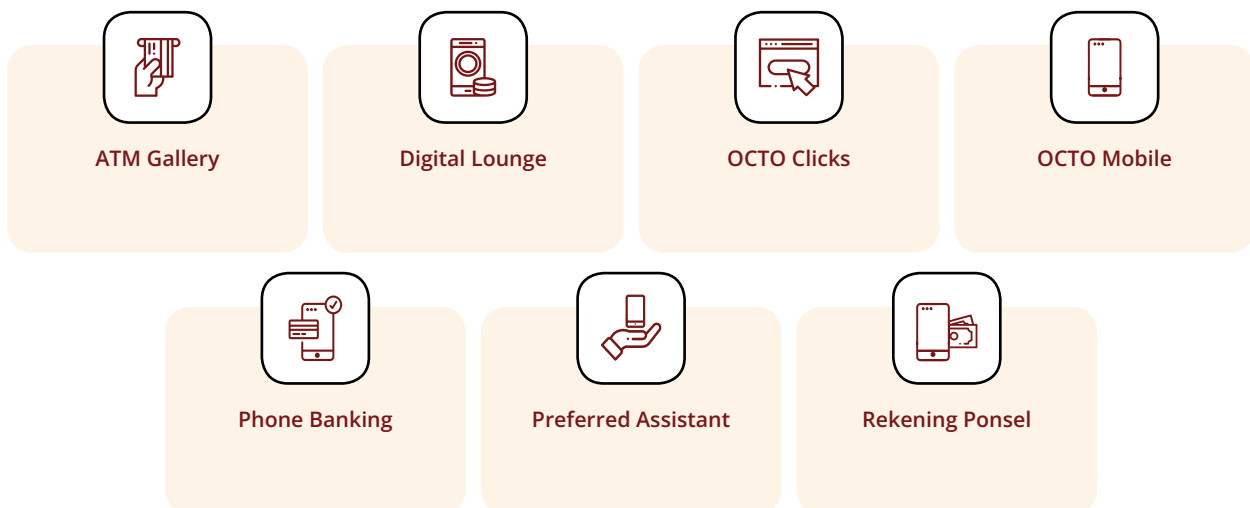 ATM Gallery
Digital Lounge
OCTO Clicks
OCTO Mobile
Phone Banking
Preferred Assistant
Rekening Ponsel